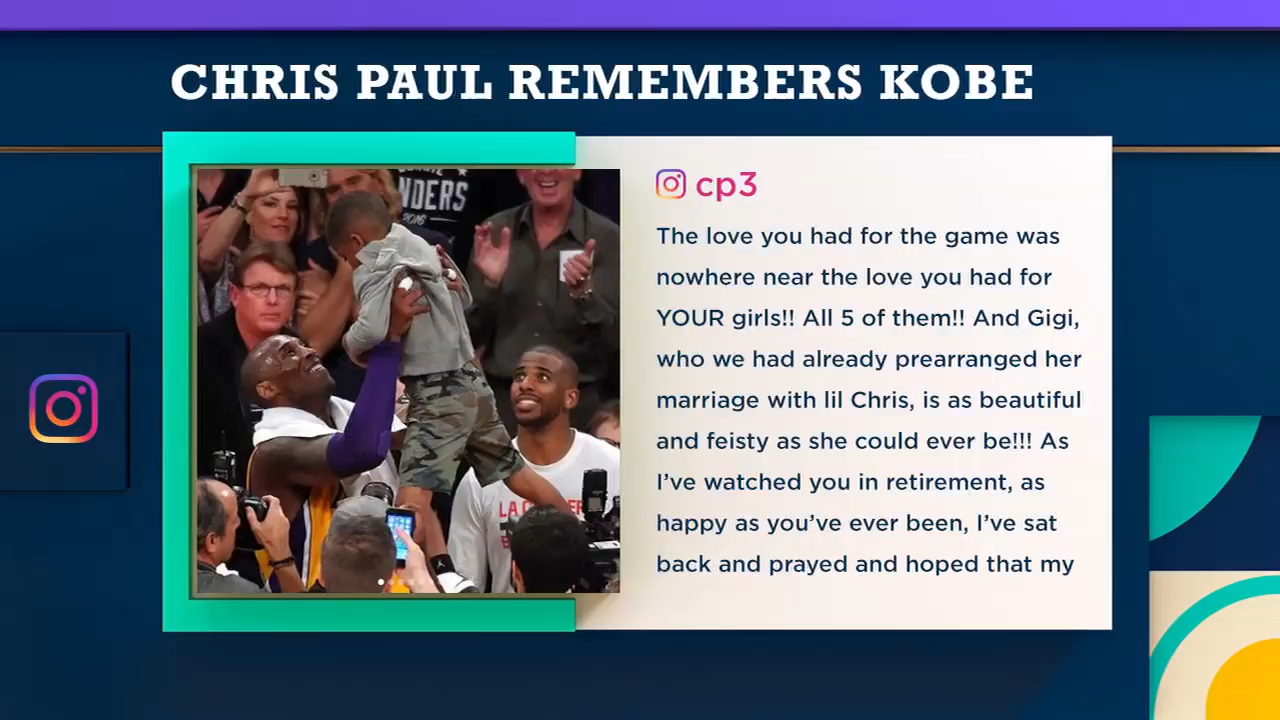 CHRIS PAUL REMEMBERS KOBE
NDERS
2016
cp3
The love you had for the game was
nowhere near the love you had for
YOUR girls!! All 5 of them!! And Gigi,
who we had already prearranged her
marriage with lil Chris, is as beautiful
and feisty as she could ever be!!! As
I've watched you in retirement, as
happy as you've ever been, I've sat
back and prayed and hoped that my
LA